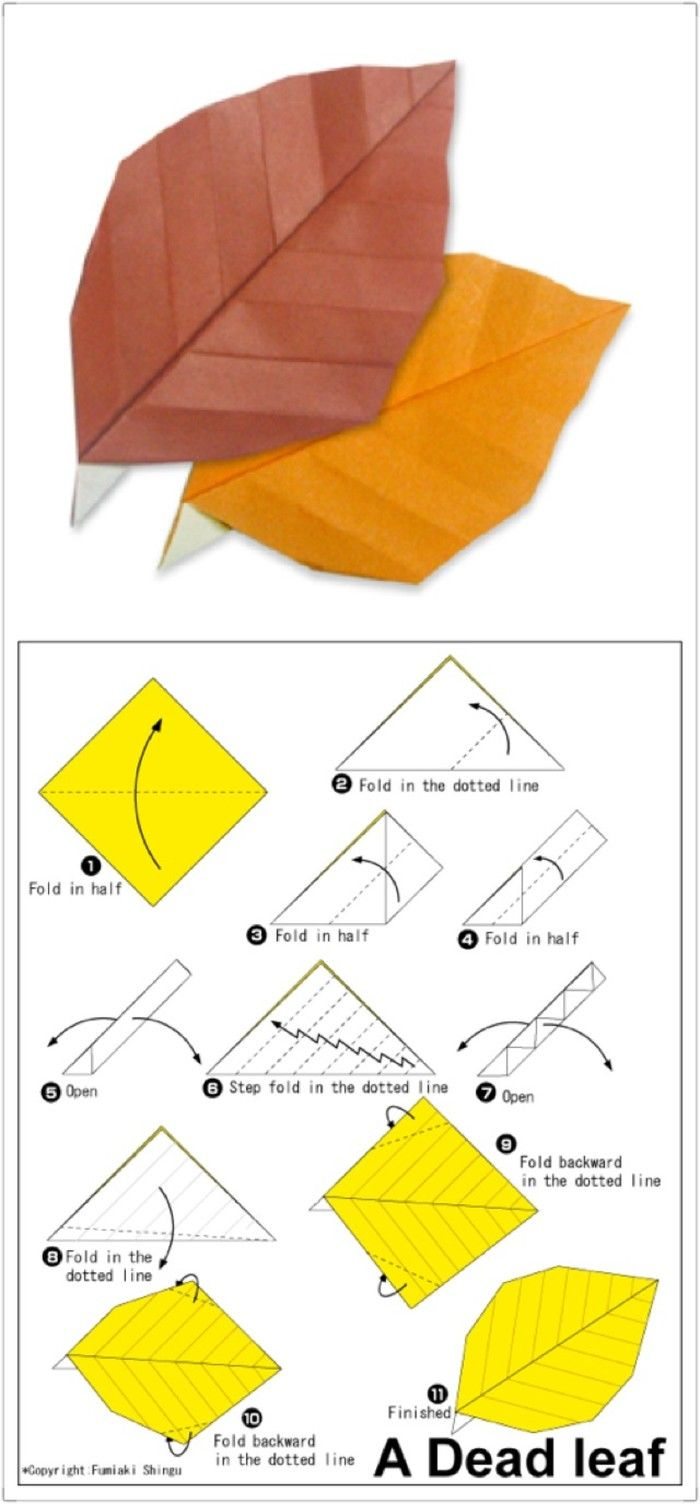 1
Fold in half
2 Fold in the dotted line
3 Fold in half
4 Fold in half
5 Open
6 Step fold in the dotted line
7 Open
8 Fold in the
dotted line
9
Fold backward
in the dotted line
10
Fold backward
in the dotted line
11
Finished
*Copyright:Fumiaki Shingu
A Dead leaf